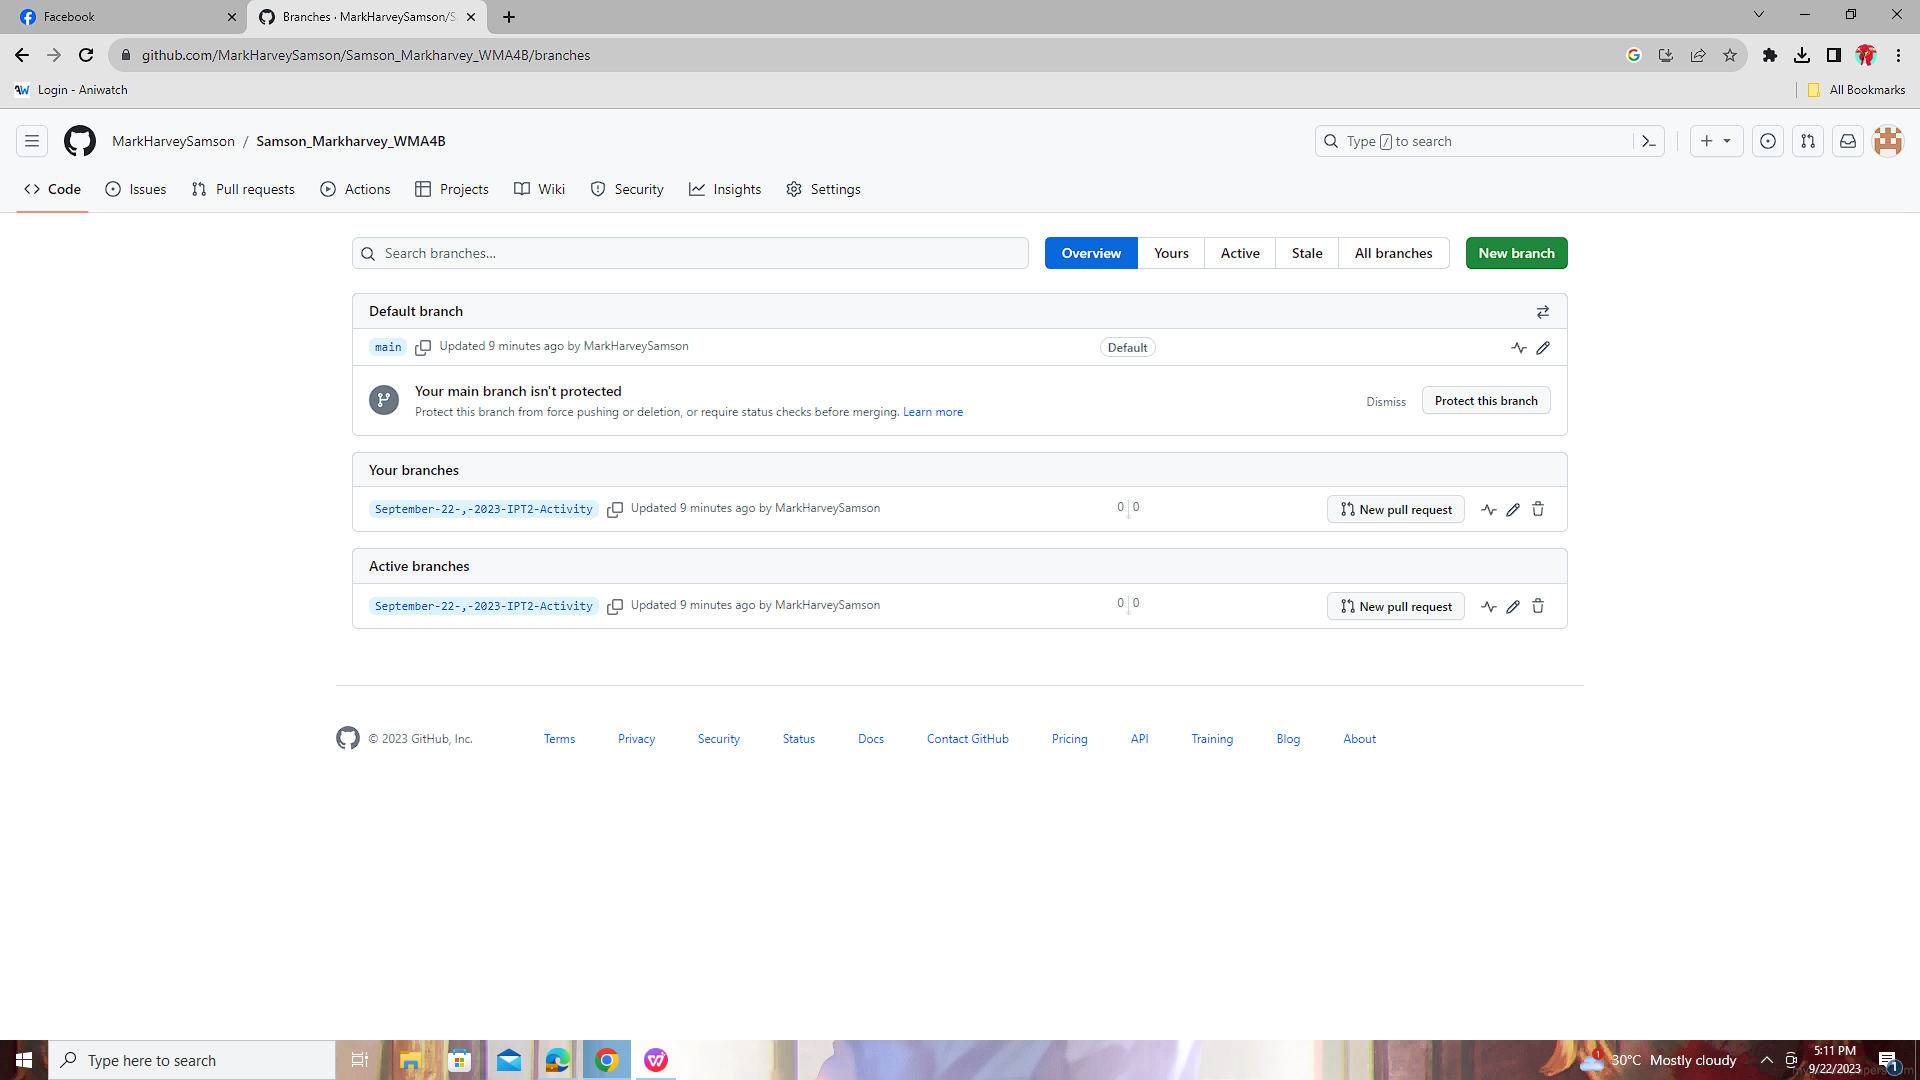 Facebook
Branches · MarkHarveySamson/S
github.com/MarkHarveySamson/Samson_Markharvey_WMA4B/branches
Login - Aniwatch
All Bookmarks
MarkHarveySamson / Samson_Markharvey_WMA4B
Type / to search
Code
Issues
Pull requests
Actions
Projects
Wiki
Security
Insights
Settings
Search branches...
Overview
Yours
Active
Stale
All branches
New branch
Default branch
main
Updated 9 minutes ago by MarkHarveySamson
Default
Your main branch isn't protected
Protect this branch from force pushing or deletion, or require status checks before merging. Learn more
Dismiss
Protect this branch
Your branches
September-22-,-2023-IPT2-Activity
Updated 9 minutes ago by MarkHarveySamson
0 0
New pull request
Active branches
September-22-,-2023-IPT2-Activity
Updated 9 minutes ago by MarkHarveySamson
0 0
New pull request
© 2023 GitHub, Inc.
Terms
Privacy
Security
Status
Docs
Contact GitHub
Pricing
API
Training
Blog
About
Type here to search
1
30°C Mostly cloudy
5:11 PM
9/22/2023
1